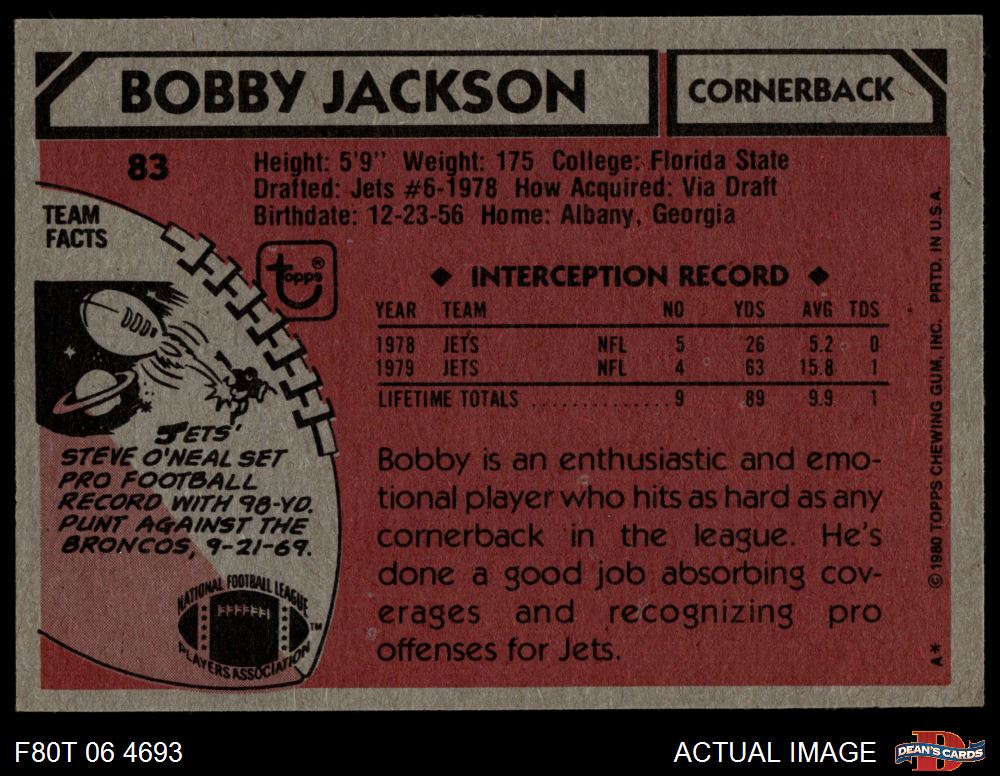 BOBBY JACKSON
CORNERBACK
83
Height: 5'9" Weight: 175 College: Florida State
Drafted: Jets #6-1978 How Acquired: Via Draft
Birthdate: 12-23-56 Home: Albany, Georgia
TEAM
FACTS
topps®
◆ INTERCEPTION RECORD ◆
YEAR TEAM NO YDS AVG TDS
1978 JETS NFL 5 26 5.2 0
1979 JETS NFL 4 63 15.8 1
LIFETIME TOTALS .............. 9 89 9.9 1
JETS'
STEVE O'NEAL SET
PRO FOOTBALL
RECORD WITH 98-YD.
PUNT AGAINST THE
BRONCOS, 9-21-69.
NATIONAL FOOTBALL LEAGUE
PLAYERS ASSOCIATION
TM
Bobby is an enthusiastic and emo-
tional player who hits as hard as any
cornerback in the league. He's
done a good job absorbing cov-
erages and recognizing pro
offenses for Jets.
A* © 1980 TOPPS CHEWING GUM, INC. PRTD. IN U.S.A.
F80T 06 4693
ACTUAL IMAGE
DEAN'S CARDS